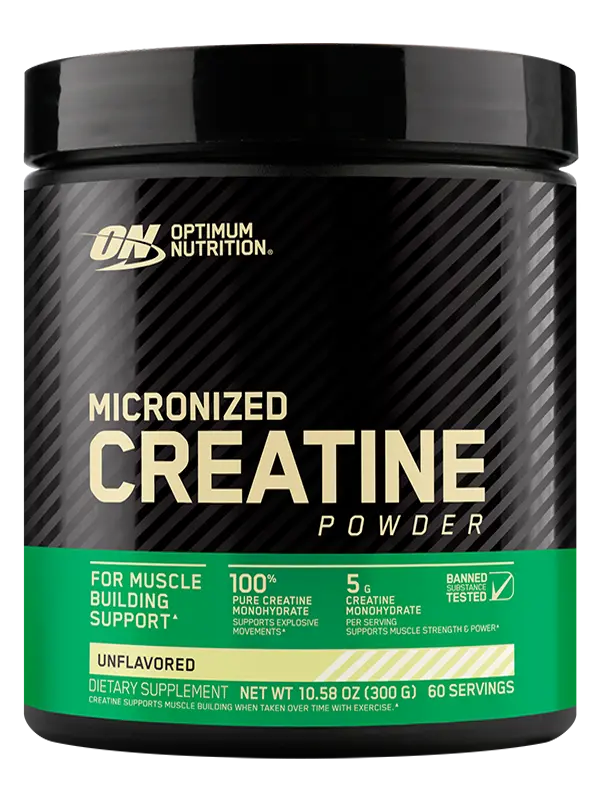 ON
OPTIMUM
NUTRITION®
MICRONIZED
CREATINE
POWDER
FOR MUSCLE
BUILDING
SUPPORT▲
100%
PURE CREATINE
MONOHYDRATE
SUPPORTS EXPLOSIVE
MOVEMENTS▲
5 G
CREATINE
MONOHYDRATE
PER SERVING
SUPPORTS MUSCLE STRENGTH & POWER▲
BANNED
SUBSTANCE
TESTED
UNFLAVORED
DIETARY SUPPLEMENT NET WT 10.58 OZ (300 G) 60 SERVINGS
CREATINE SUPPORTS MUSCLE BUILDING WHEN TAKEN OVER TIME WITH EXERCISE.▲